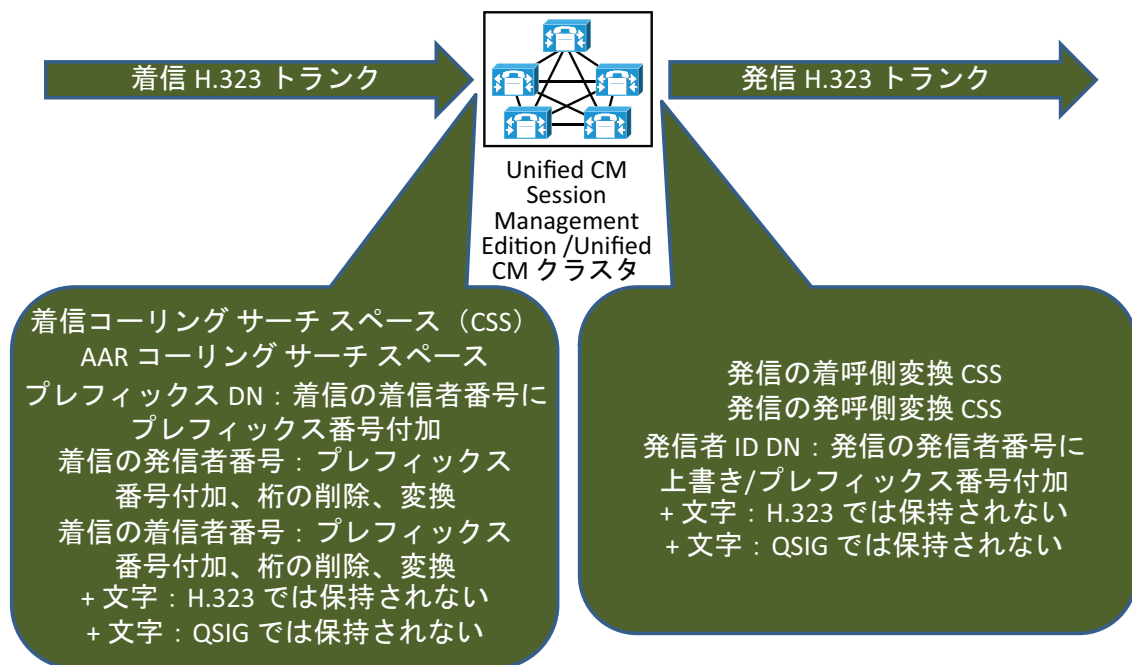 着信 H.323 トランク
発信 H.323 トランク
Unified CM
Session
Management
Edition /Unified
CM クラスタ
着信コーリング サーチ スペース（CSS）
AAR コーリング サーチ スペース
プレフィックス DN：着信の着信者番号に
プレフィックス番号付加
着信の発信者番号：プレフィックス
番号付加、桁の削除、変換
着信の着信者番号：プレフィックス
番号付加、桁の削除、変換
+ 文字：H.323 では保持されない
+ 文字：QSIG では保持されない
発信の着呼側変換 CSS
発信の発呼側変換 CSS
発信者 ID DN：発信の発信者番号に
上書き/プレフィックス番号付加
+ 文字：H.323 では保持されない
+ 文字：QSIG では保持されない